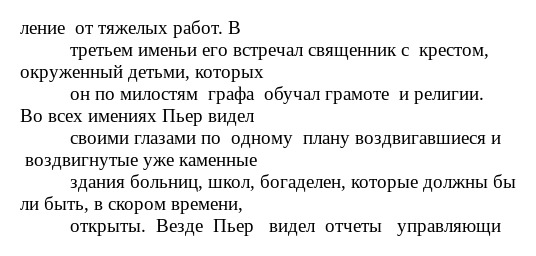 ление от тяжелых работ. В
третьем именьи его встречал священник с крестом,
окруженный детьми, которых
он по милостям графа обучал грамоте и религии.
Во всех имениях Пьер видел
своими глазами по одному плану воздвигавшиеся и
воздвигнутые уже каменные
здания больниц, школ, богаделен, которые должны бы
ли быть, в скором времени,
открыты. Везде Пьер видел отчеты управляющи